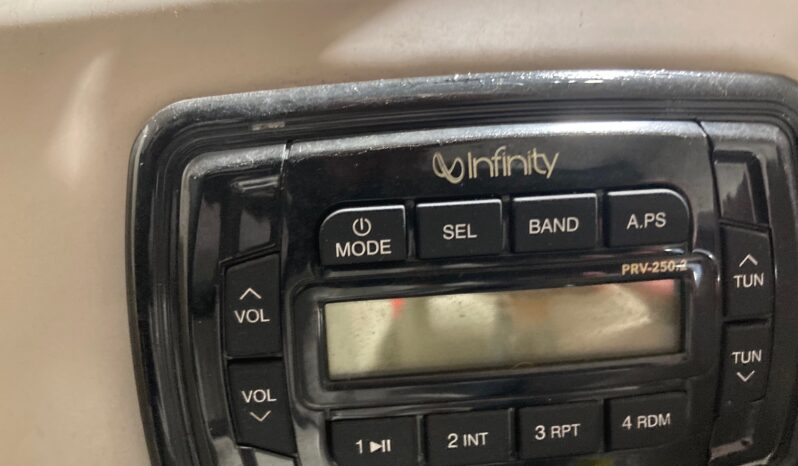 Infinity
⏻ MODE
SEL
BAND
A.PS
PRV-250.2
VOL
TUN
VOL
TUN
1 ▶II
2 INT
3 RPT
4 RDM